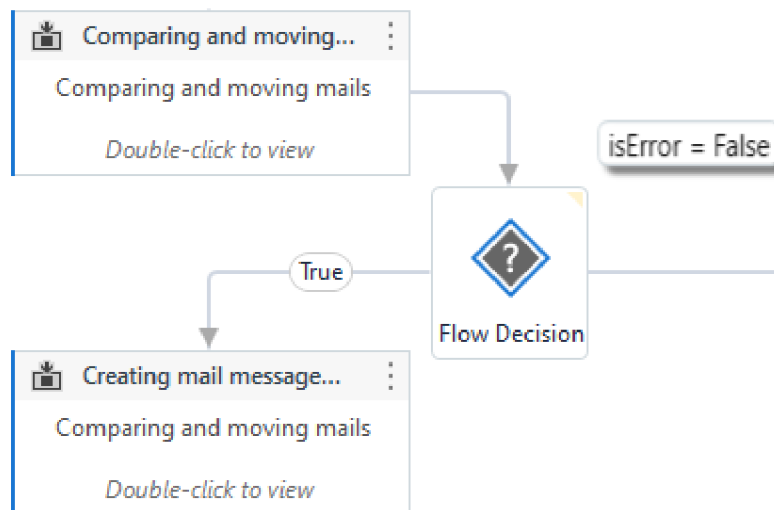 Comparing and moving...
Comparing and moving mails
Double-click to view
isError = False
?
True
Flow Decision
Creating mail message...
Comparing and moving mails
Double-click to view